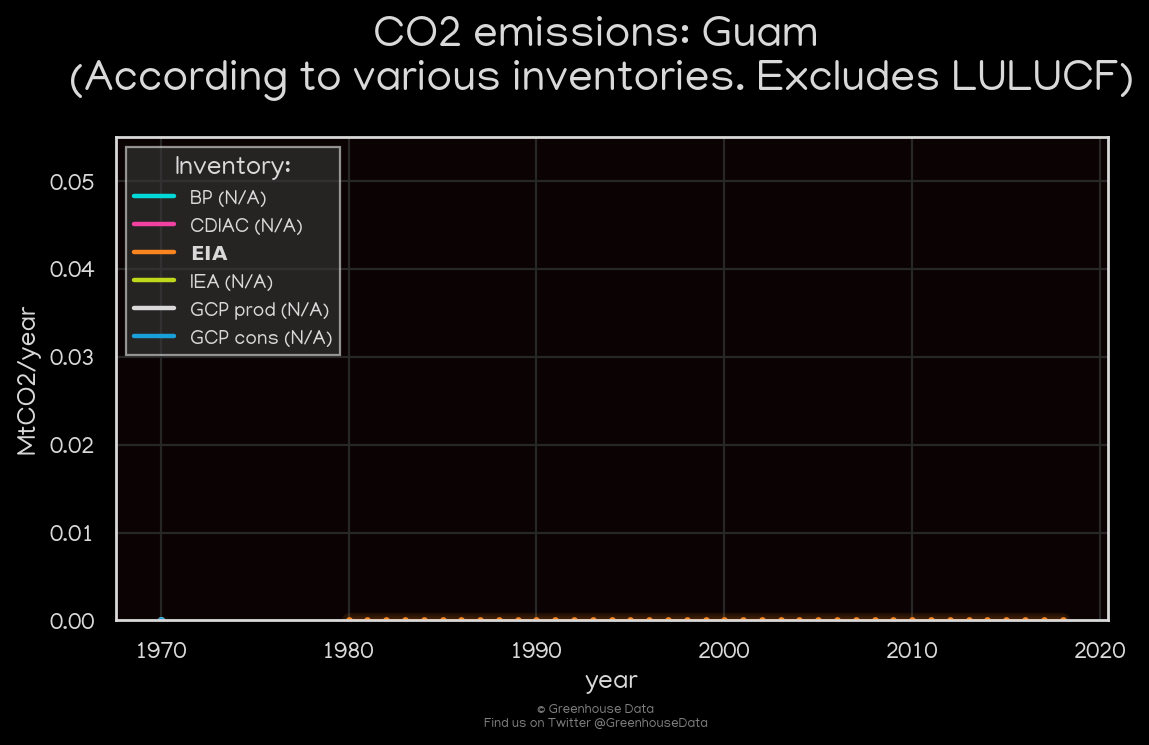 CO2 emissions: Guam
(According to various inventories. Excludes LULUCF)
Inventory:
BP (N/A)
CDIAC (N/A)
EIA
IEA (N/A)
GCP prod (N/A)
GCP cons (N/A)
MtCO2/year
0.05
0.04
0.03
0.02
0.01
0.00
1970 1980 1990 2000 2010 2020
year
© Greenhouse Data
Find us on Twitter @GreenhouseData